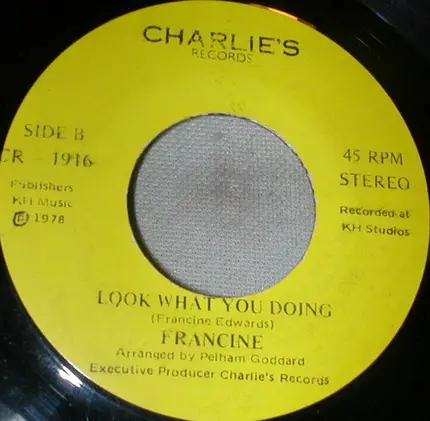 CHARLIE'S
RECORDS
SIDE B
CR - 1916
Publishers
KH Music
Ⓟ 1978
45 RPM
STEREO
Recorded at
KH Studios
LOOK WHAT YOU DOING
(Francine Edwards)
FRANCINE
Arranged by Pelham Goddard
Executive Producer Charlie's Records